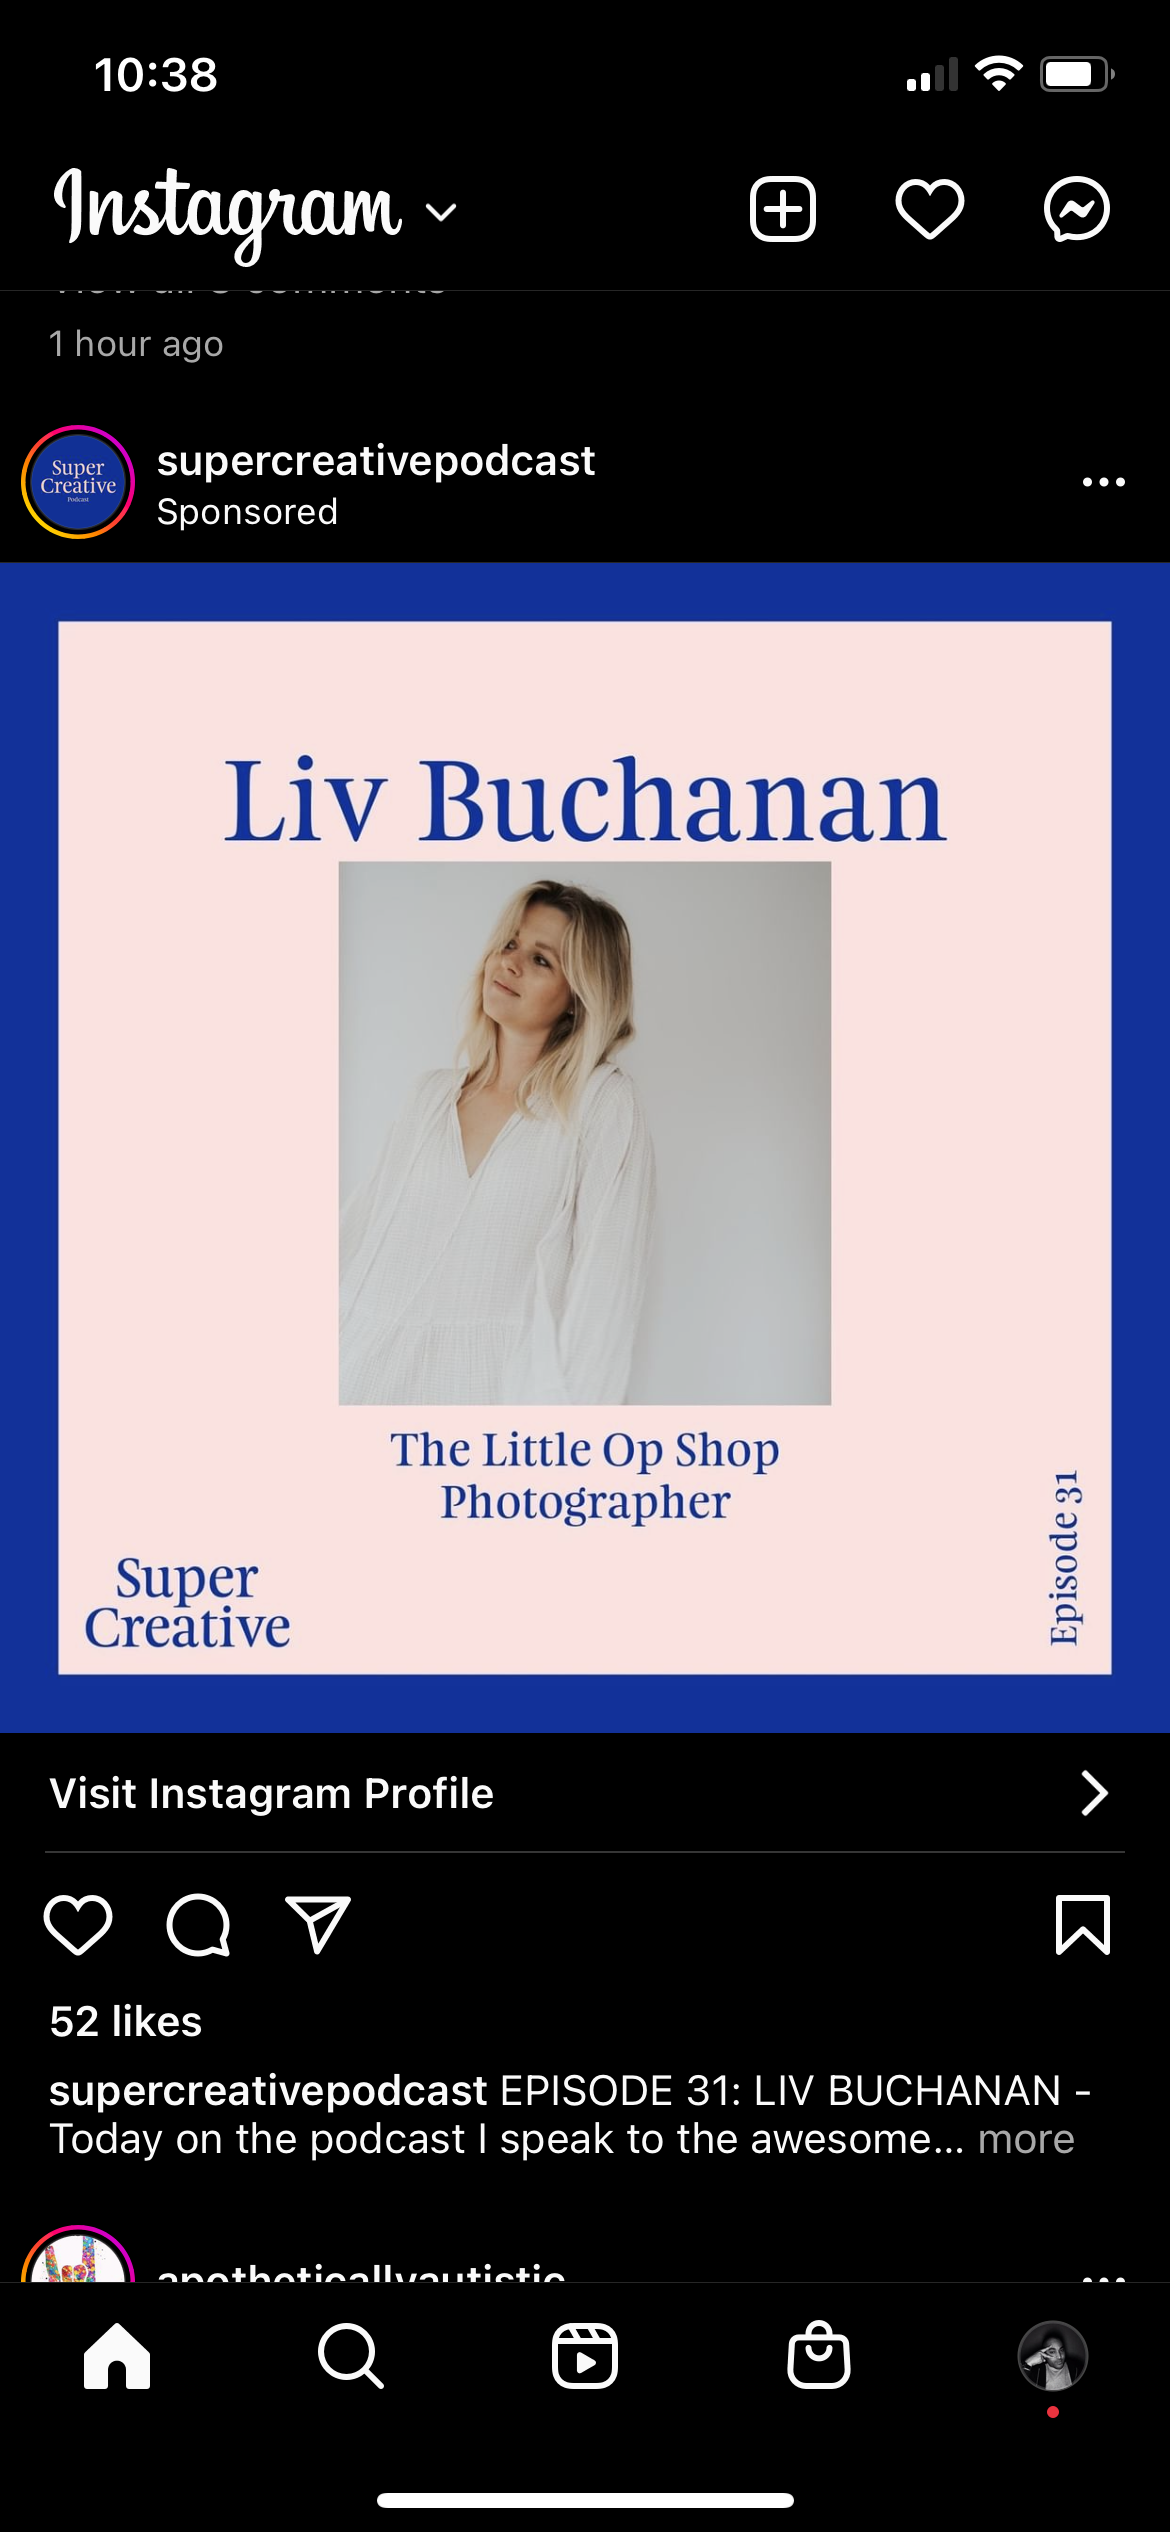 10:38
Instagram
1 hour ago
Super
Creative
Podcast
supercreativepodcast
Sponsored
Liv Buchanan
The Little Op Shop
Photographer
Episode 31
Super
Creative
Visit Instagram Profile
52 likes
supercreativepodcast EPISODE 31: LIV BUCHANAN -
Today on the podcast I speak to the awesome... more
apotheticallyautistic